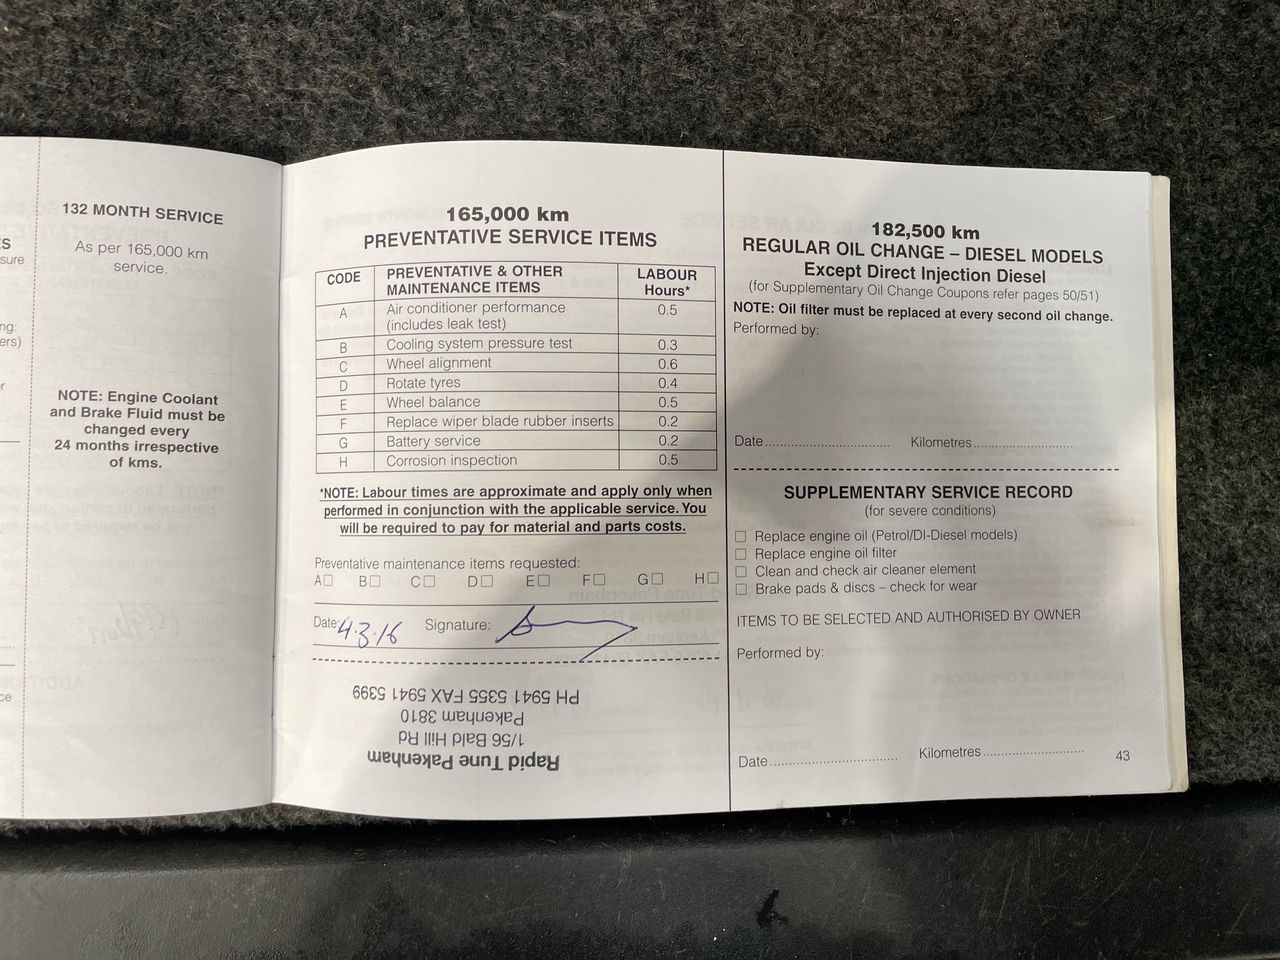 132 MONTH SERVICE
As per 165,000 km
service.
NOTE: Engine Coolant
and Brake Fluid must be
changed every
24 months irrespective
of kms.
165,000 km
PREVENTATIVE SERVICE ITEMS
CODE PREVENTATIVE & OTHER MAINTENANCE ITEMS LABOUR Hours*
A Air conditioner performance (includes leak test) 0.5
B Cooling system pressure test 0.3
C Wheel alignment 0.6
D Rotate tyres 0.4
E Wheel balance 0.5
F Replace wiper blade rubber inserts 0.2
G Battery service 0.2
H Corrosion inspection 0.5
*NOTE: Labour times are approximate and apply only when
performed in conjunction with the applicable service. You
will be required to pay for material and parts costs.
Preventative maintenance items requested:
A☐ B☐ C☐ D☐ E☐ F☐ G☐ H☐
Date: 4.3.16 Signature:
Rapid Tune Pakenham
1/56 Bald Hill Rd
Pakenham 3810
PH 5941 5355 FAX 5941 5399
182,500 km
REGULAR OIL CHANGE – DIESEL MODELS
Except Direct Injection Diesel
(for Supplementary Oil Change Coupons refer pages 50/51)
NOTE: Oil filter must be replaced at every second oil change.
Performed by:
Date.............................. Kilometres........................
SUPPLEMENTARY SERVICE RECORD
(for severe conditions)
☐ Replace engine oil (Petrol/DI-Diesel models)
☐ Replace engine oil filter
☐ Clean and check air cleaner element
☐ Brake pads & discs – check for wear
ITEMS TO BE SELECTED AND AUTHORISED BY OWNER
Performed by:
Date.............................. Kilometres........................
43